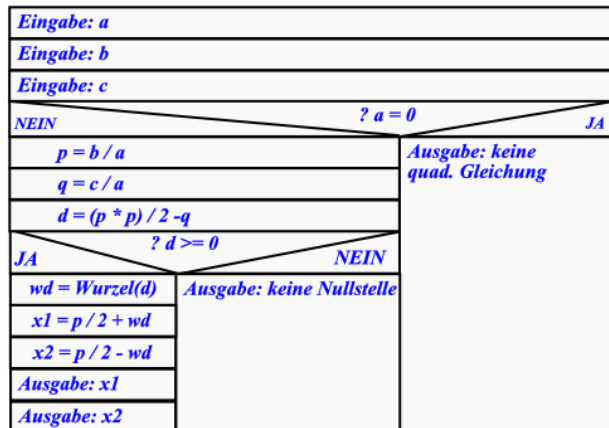 Eingabe: a
Eingabe: b
Eingabe: c
? a = 0
NEIN
JA
p = b / a
q = c / a
d = (p * p) / 2 -q
Ausgabe: keine
quad. Gleichung
? d >= 0
JA
NEIN
wd = Wurzel(d)
x1 = p / 2 + wd
x2 = p / 2 - wd
Ausgabe: x1
Ausgabe: x2
Ausgabe: keine Nullstelle